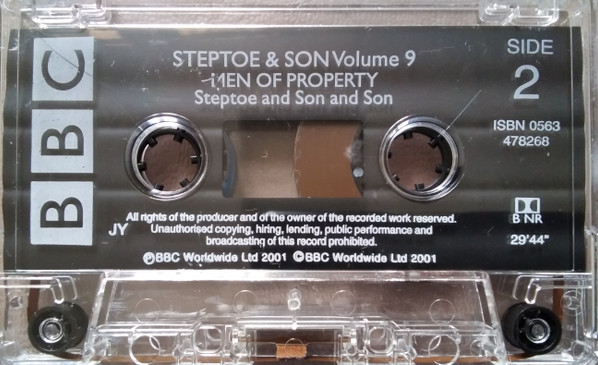 BBC
STEPTOE & SON Volume 9
MEN OF PROPERTY
Steptoe and Son and Son
SIDE
2
ISBN 0563
478268
B NR
29'44"
JY
All rights of the producer and of the owner of the recorded work reserved.
Unauthorised copying, hiring, lending, public performance and
broadcasting of this record prohibited.
℗BBC Worldwide Ltd 2001 ©BBC Worldwide Ltd 2001